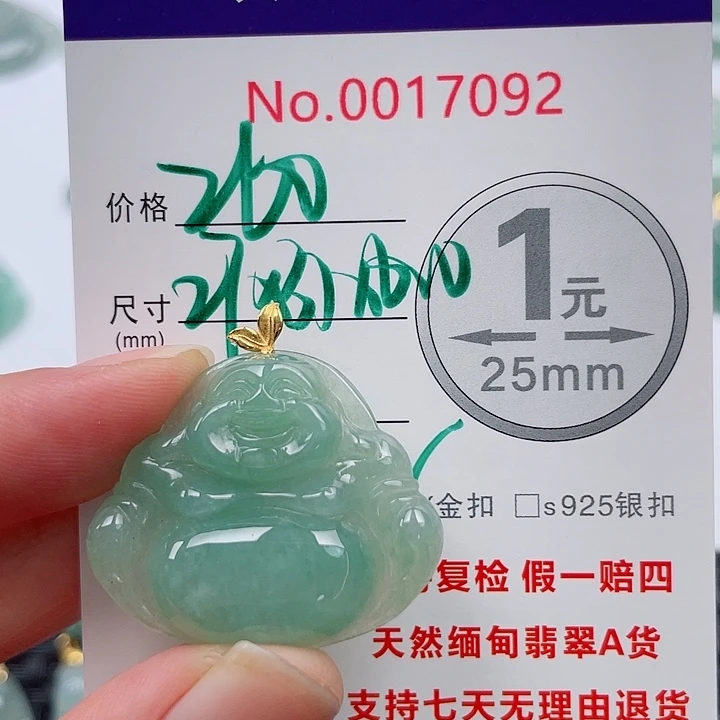 No.0017092
价格
尺寸
(mm)
1元
25mm
金扣 □s925银扣
复检 假一赔四
天然缅甸翡翠A货
支持七天无理由退货